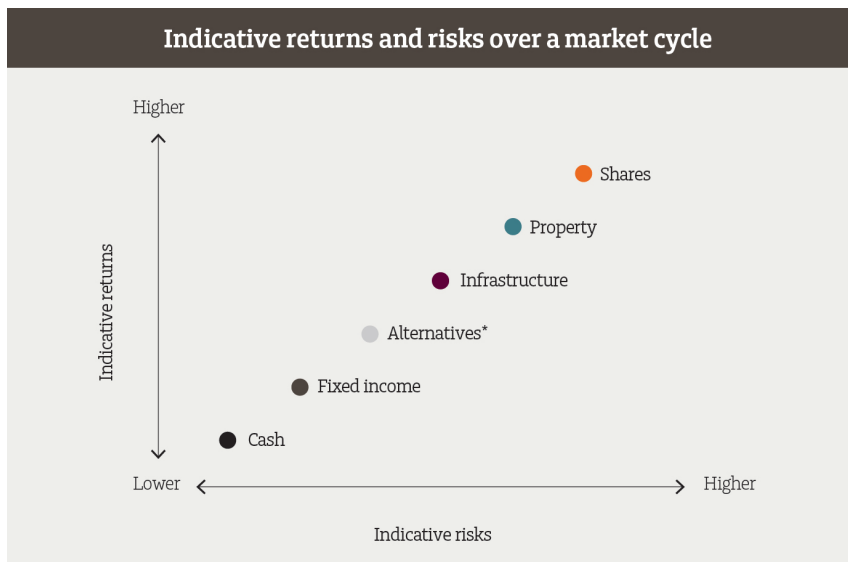 Indicative returns and risks over a market cycle
Higher
Shares
Property
Infrastructure
Alternatives*
Fixed income
Cash
Indicative returns
Lower
Higher
Indicative risks